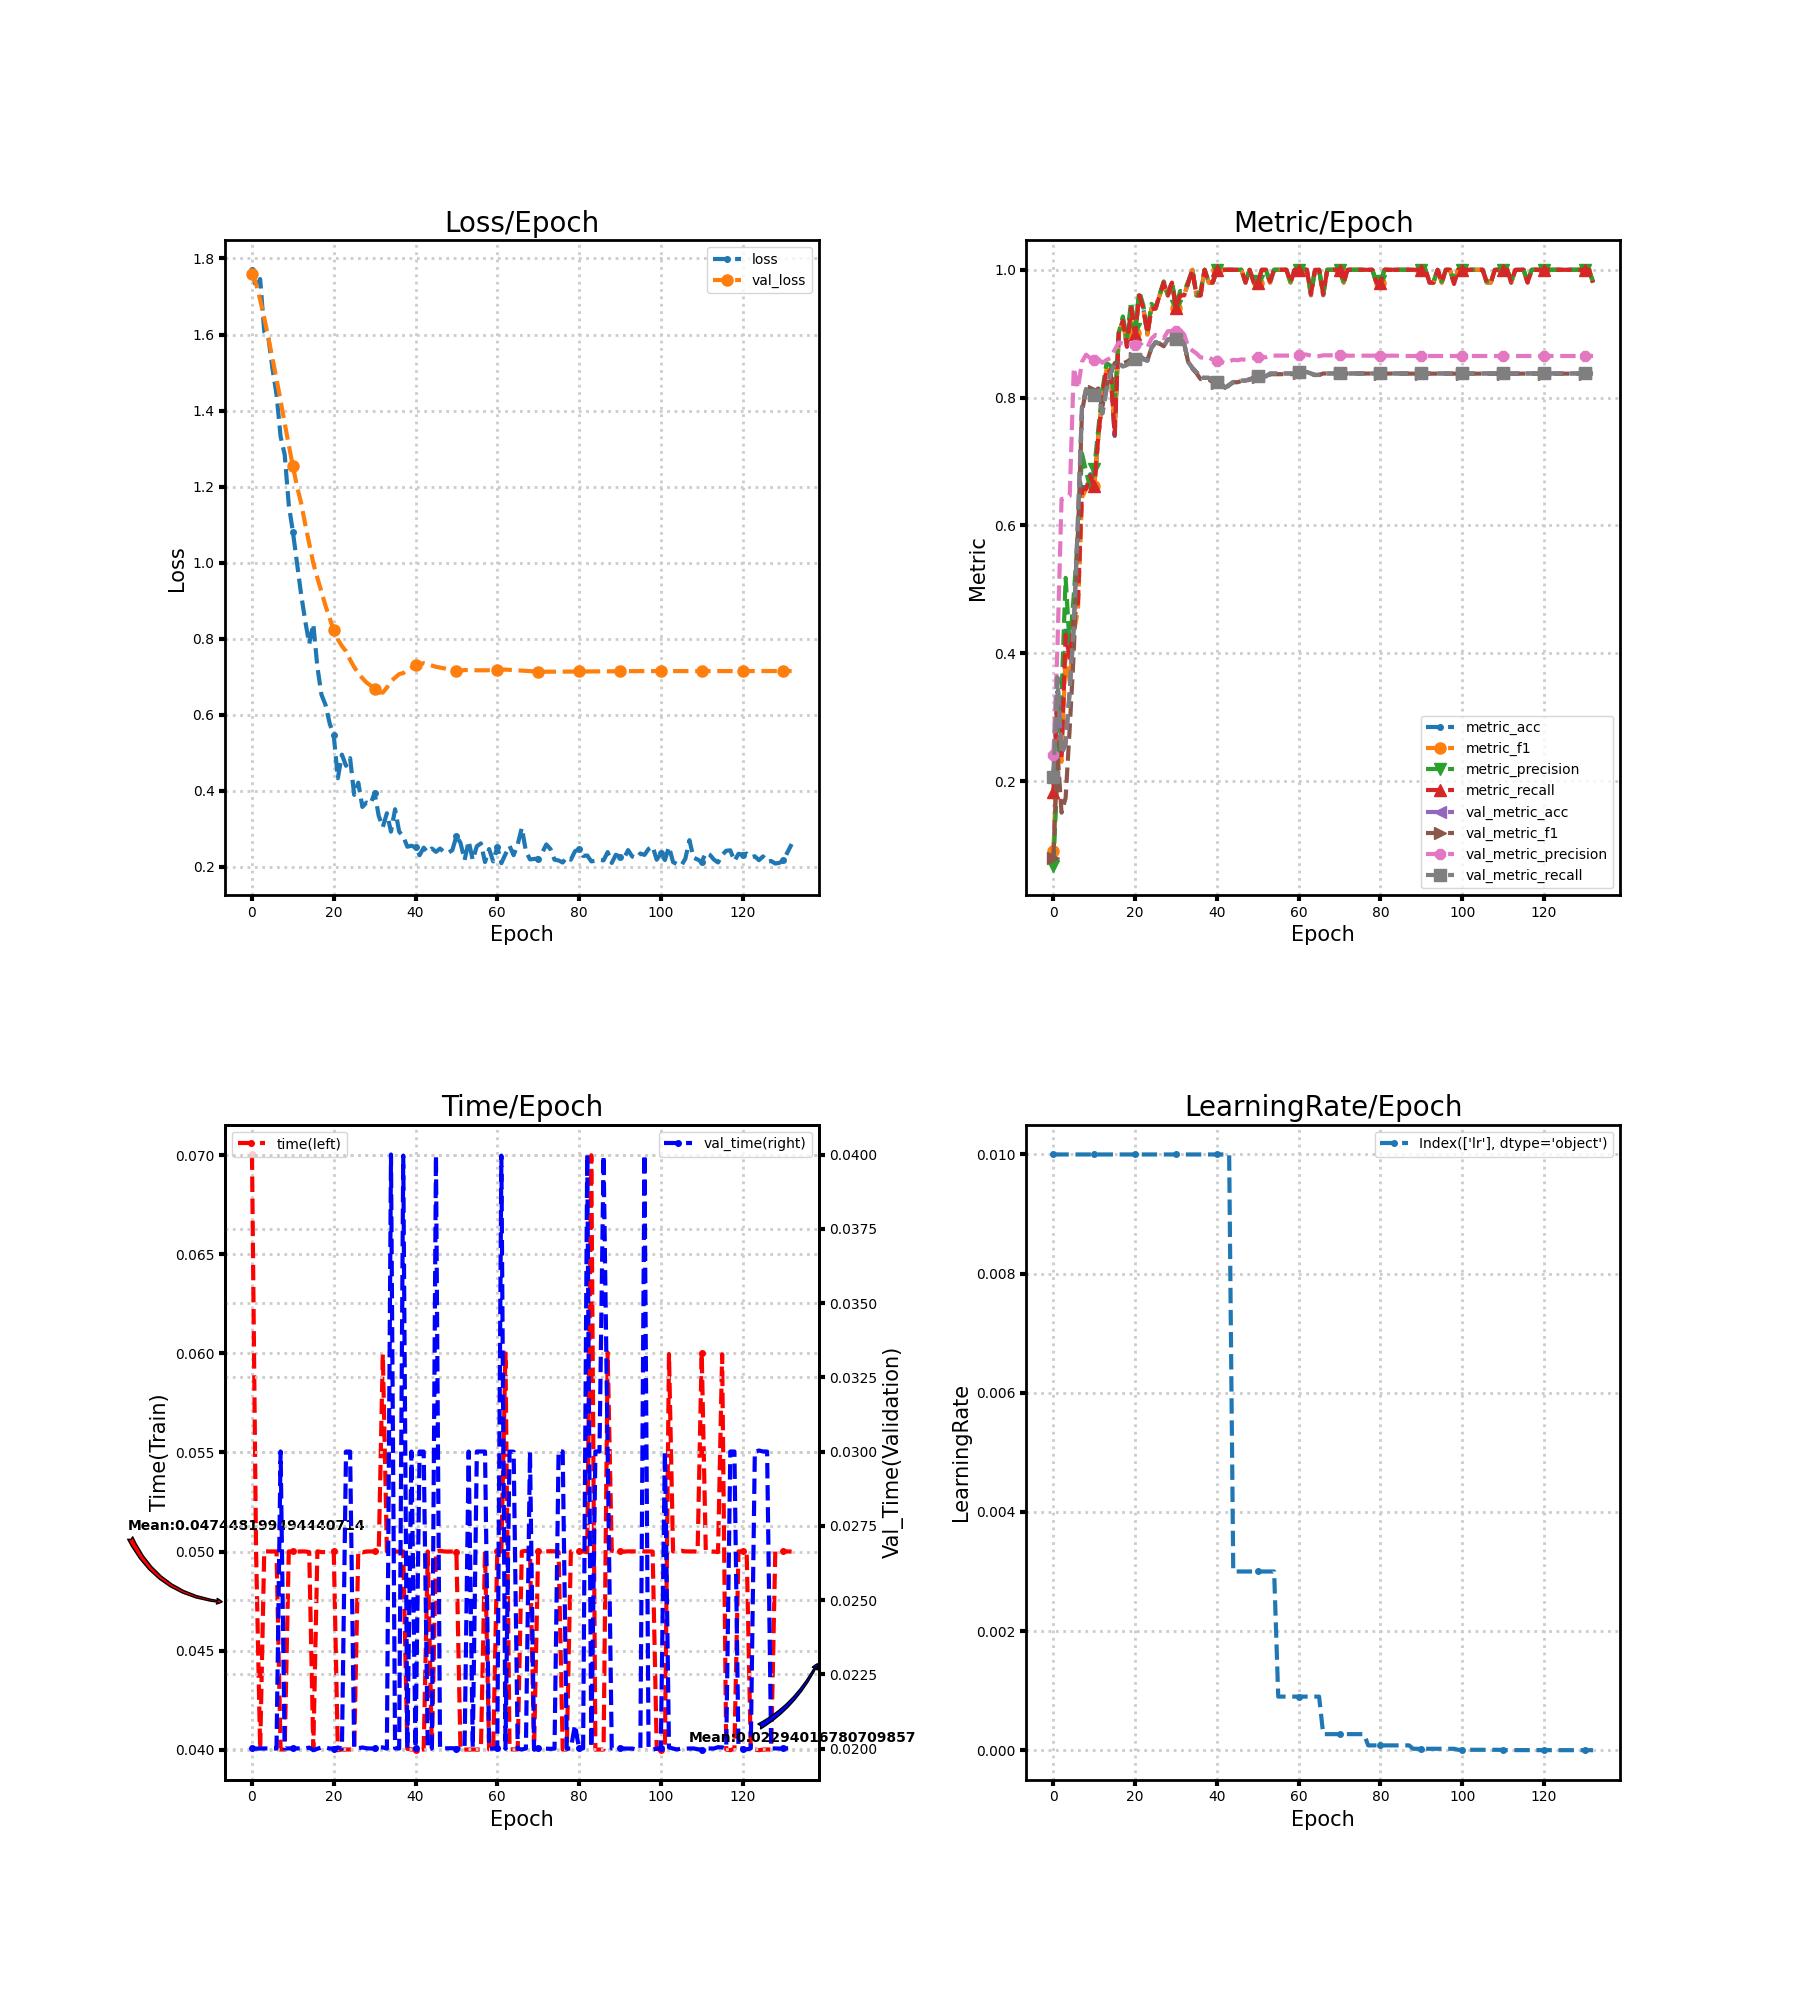 Loss/Epoch
1.8
1.6
1.4
1.2
1.0
0.8
0.6
0.4
0.2
Loss
loss
val_loss
0 20 40 60 80 100 120
Epoch
Metric/Epoch
1.0
0.8
0.6
0.4
0.2
Metric
metric_acc
metric_f1
metric_precision
metric_recall
val_metric_acc
val_metric_f1
val_metric_precision
val_metric_recall
0 20 40 60 80 100 120
Epoch
Time/Epoch
time(left)
val_time(right)
0.070
0.065
0.060
0.055
0.050
0.045
0.040
Time(Train)
0.0400
0.0375
0.0350
0.0325
0.0300
0.0275
0.0250
0.0225
0.0200
Val_Time(Validation)
Mean:0.02294016780709857
0 20 40 60 80 100 120
Epoch
LearningRate/Epoch
Index(['lr'], dtype='object')
0.010
0.008
0.006
0.004
0.002
0.000
LearningRate
0 20 40 60 80 100 120
Epoch